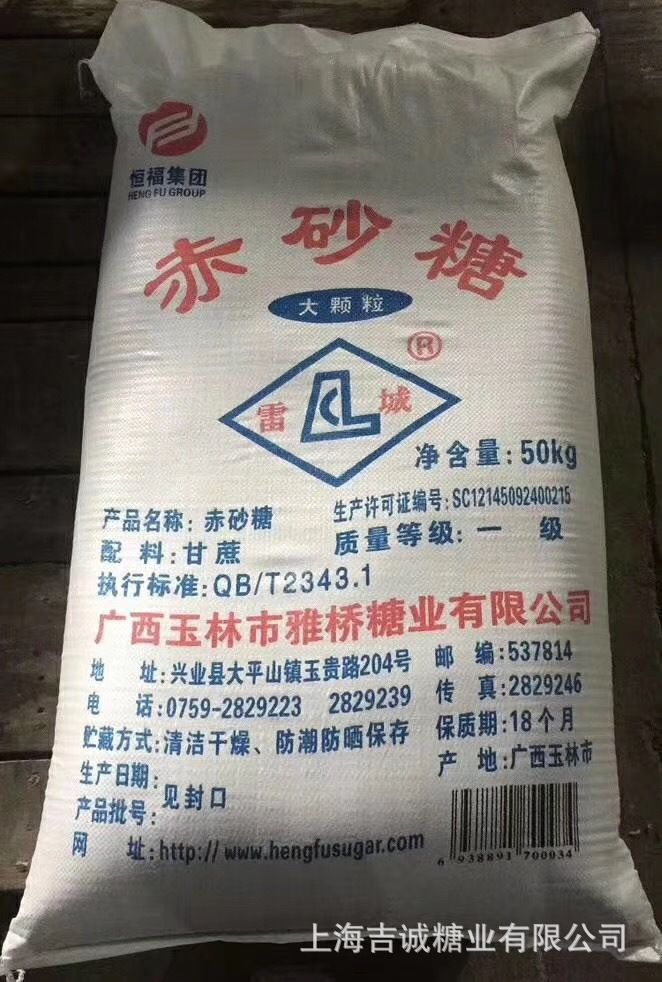 恒福集团
HENG FU GROUP
赤砂糖
大颗粒
雷 城 ®
净含量:50kg
生产许可证编号:SC12145092400215
产品名称:赤砂糖
质量等级:一 级
配 料:甘蔗
执行标准:QB/T2343.1
广西玉林市雅桥糖业有限公司
地 址:兴业县大平山镇玉贵路204号 邮 编:537814
电 话:0759-2829223 2829239 传 真:2829246
贮藏方式:清洁干燥、防潮防晒保存 保质期:18个月
生产日期: 见封口 产 地:广西玉林市
产品批号:
网 址:http://www.hengfusugar.com
6 938891 700034
上海吉诚糖业有限公司